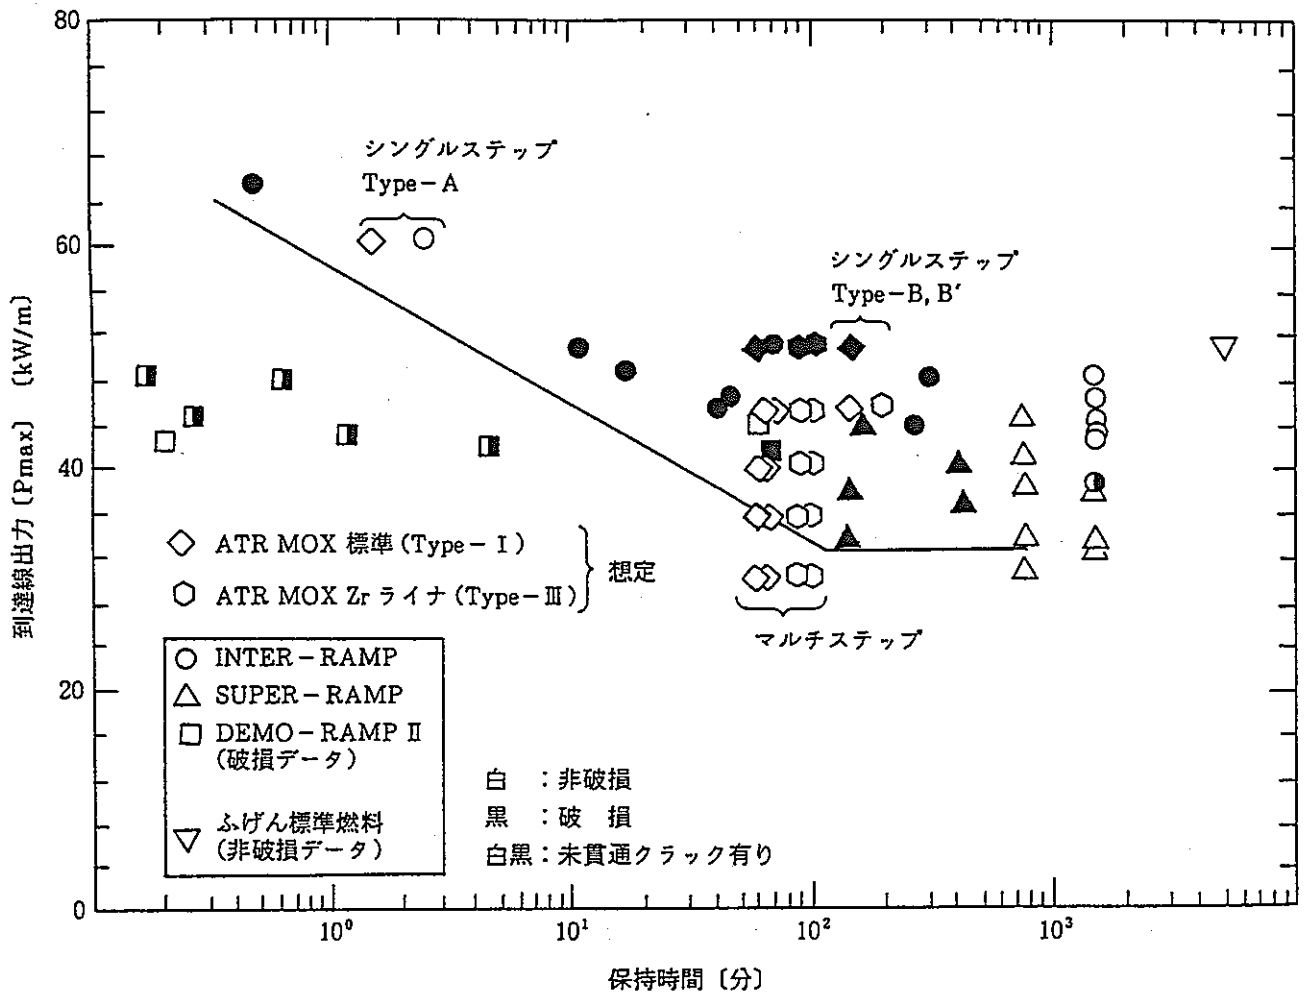 80
60
40
20
0
到達線出力〔Pmax〕〔kW/m〕
シングルステップ
Type-A
シングルステップ
Type-B, B′
ATR MOX 標準 (Type-Ⅰ)
ATR MOX Zr ライナ (Type-Ⅲ)
想定
マルチステップ
INTER-RAMP
SUPER-RAMP
DEMO-RAMP Ⅱ
(破損データ)
ふげん標準燃料
(非破損データ)
白 : 非破損
黒 : 破 損
白黒 : 未貫通クラック有り
10⁰
10¹
10²
10³
保持時間〔分〕